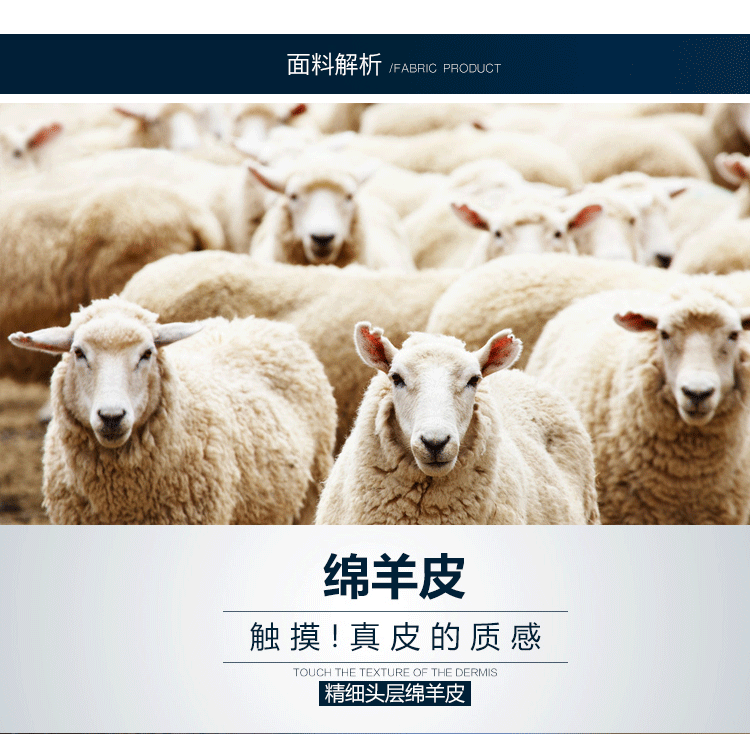 面料解析 /FABRIC PRODUCT
绵羊皮
触摸!真皮的质感
TOUCH THE TEXTURE OF THE DERMIS
精细头层绵羊皮